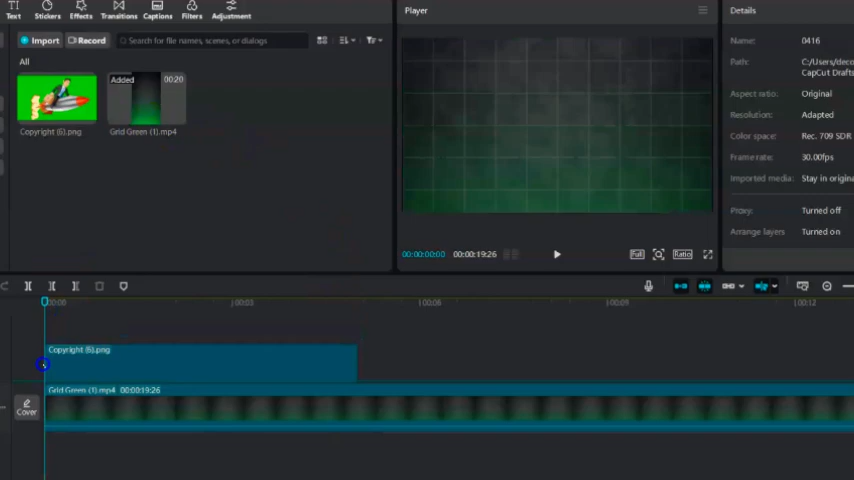 Text
Stickers
Effects
Transitions
Captions
Filters
Adjustment
Import
Record
Search for file names, scenes, or dialogs
All
Added
00:20
Copyright (6).png
Grid Green (1).mp4
Player
00:00:00:00
00:00:19:26
Full
Ratio
Details
Name:
0416
Path:
C:/Users/deco
CapCut Drafts
Aspect ratio:
Original
Resolution:
Adapted
Color space:
Rec. 709 SDR
Frame rate:
30.00fps
Imported media:
Stay in origina
Proxy:
Turned off
Arrange layers
Turned on
00:00
00:03
00:06
00:09
00:12
Copyright (6).png
Grid Green (1).mp4 00:00:19:26
Cover